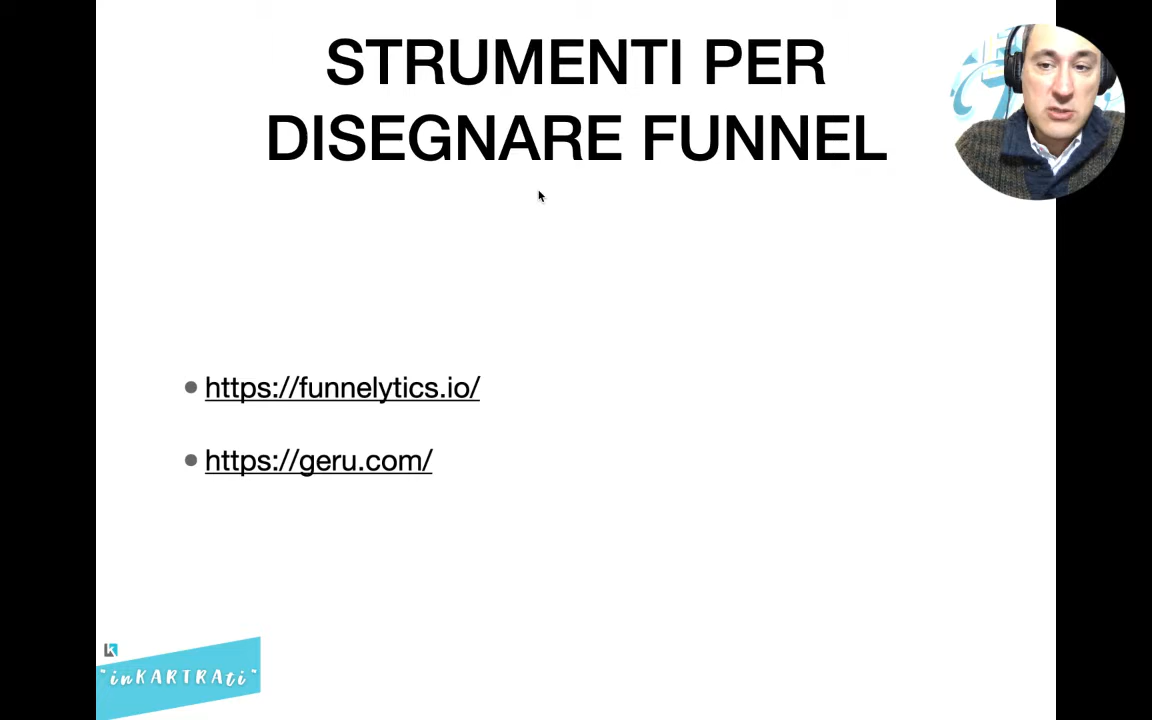 STRUMENTI PER
DISEGNARE FUNNEL
https://funnelytics.io/
https://geru.com/
k
"inKARTRAti"